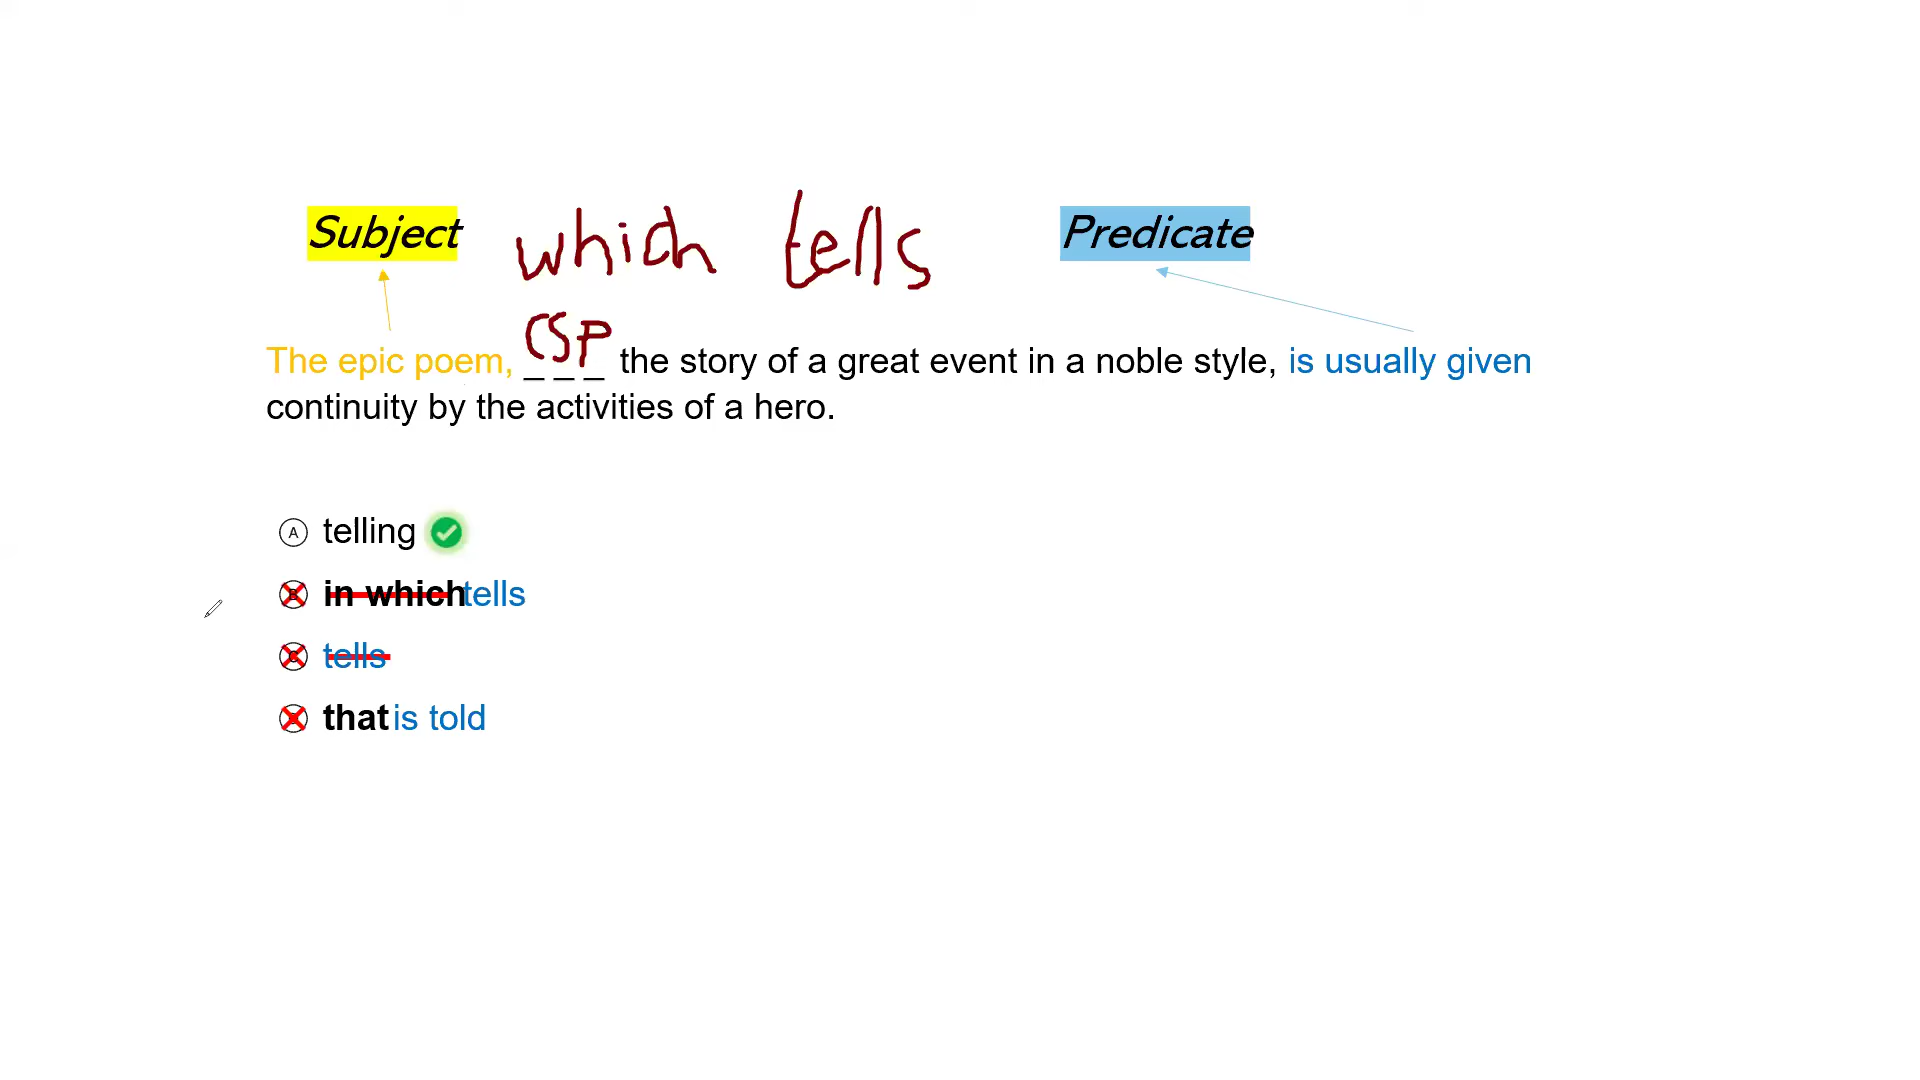 Subject which tells Predicate
CSP
The epic poem, _ _ _ the story of a great event in a noble style, is usually given
continuity by the activities of a hero.
A telling
in which tells
tells
that is told